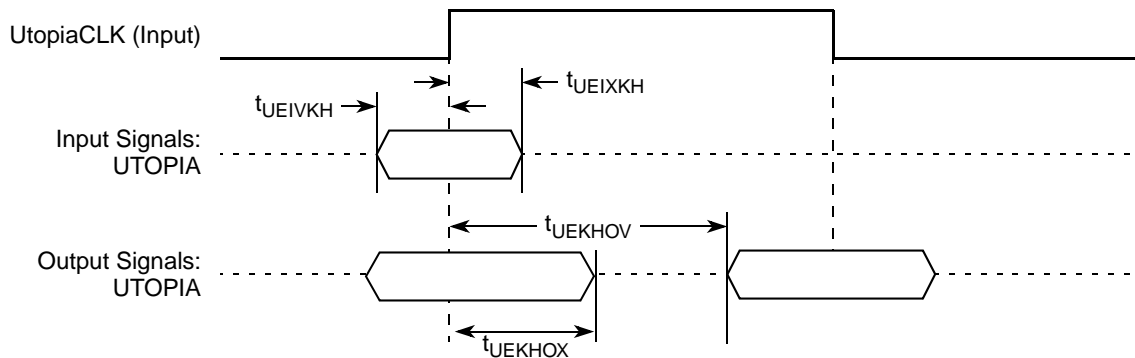 UtopiaCLK (Input)
tUEIXKH
tUEIVKH
Input Signals:
UTOPIA
tUEKHOV
Output Signals:
UTOPIA
tUEKHOX